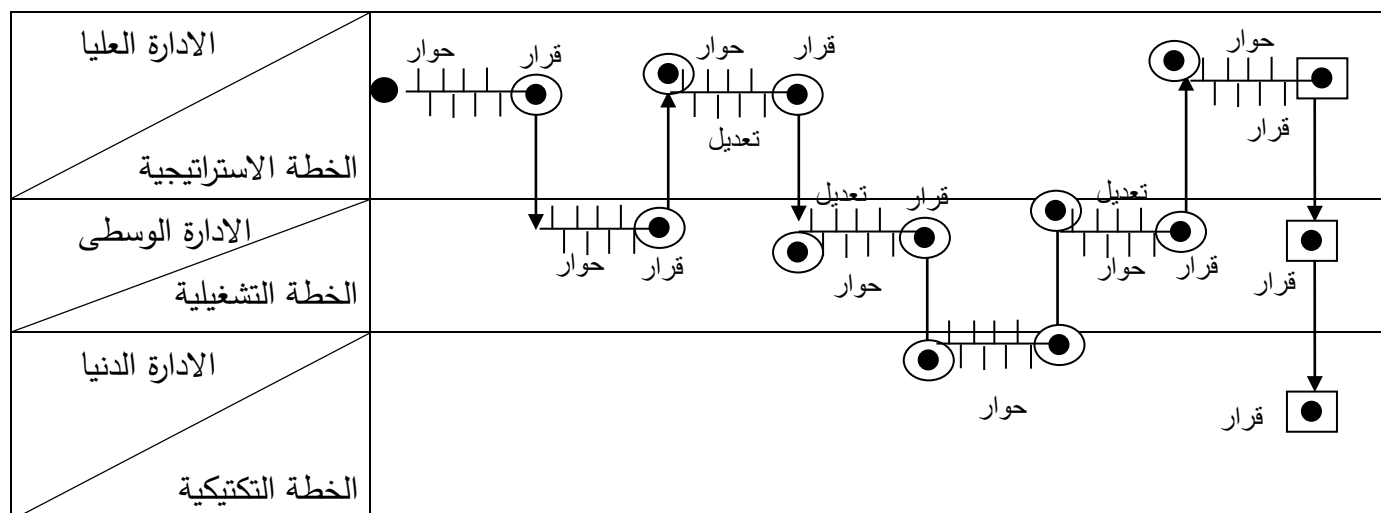 الادارة العليا
الخطة الاستراتيجية
حوار
قرار
حوار
تعديل
قرار
حوار
قرار
الادارة الوسطى
الخطة التشغيلية
حوار
قرار
تعديل
حوار
قرار
تعديل
حوار
قرار
قرار
الادارة الدنيا
الخطة التكتيكية
حوار
قرار